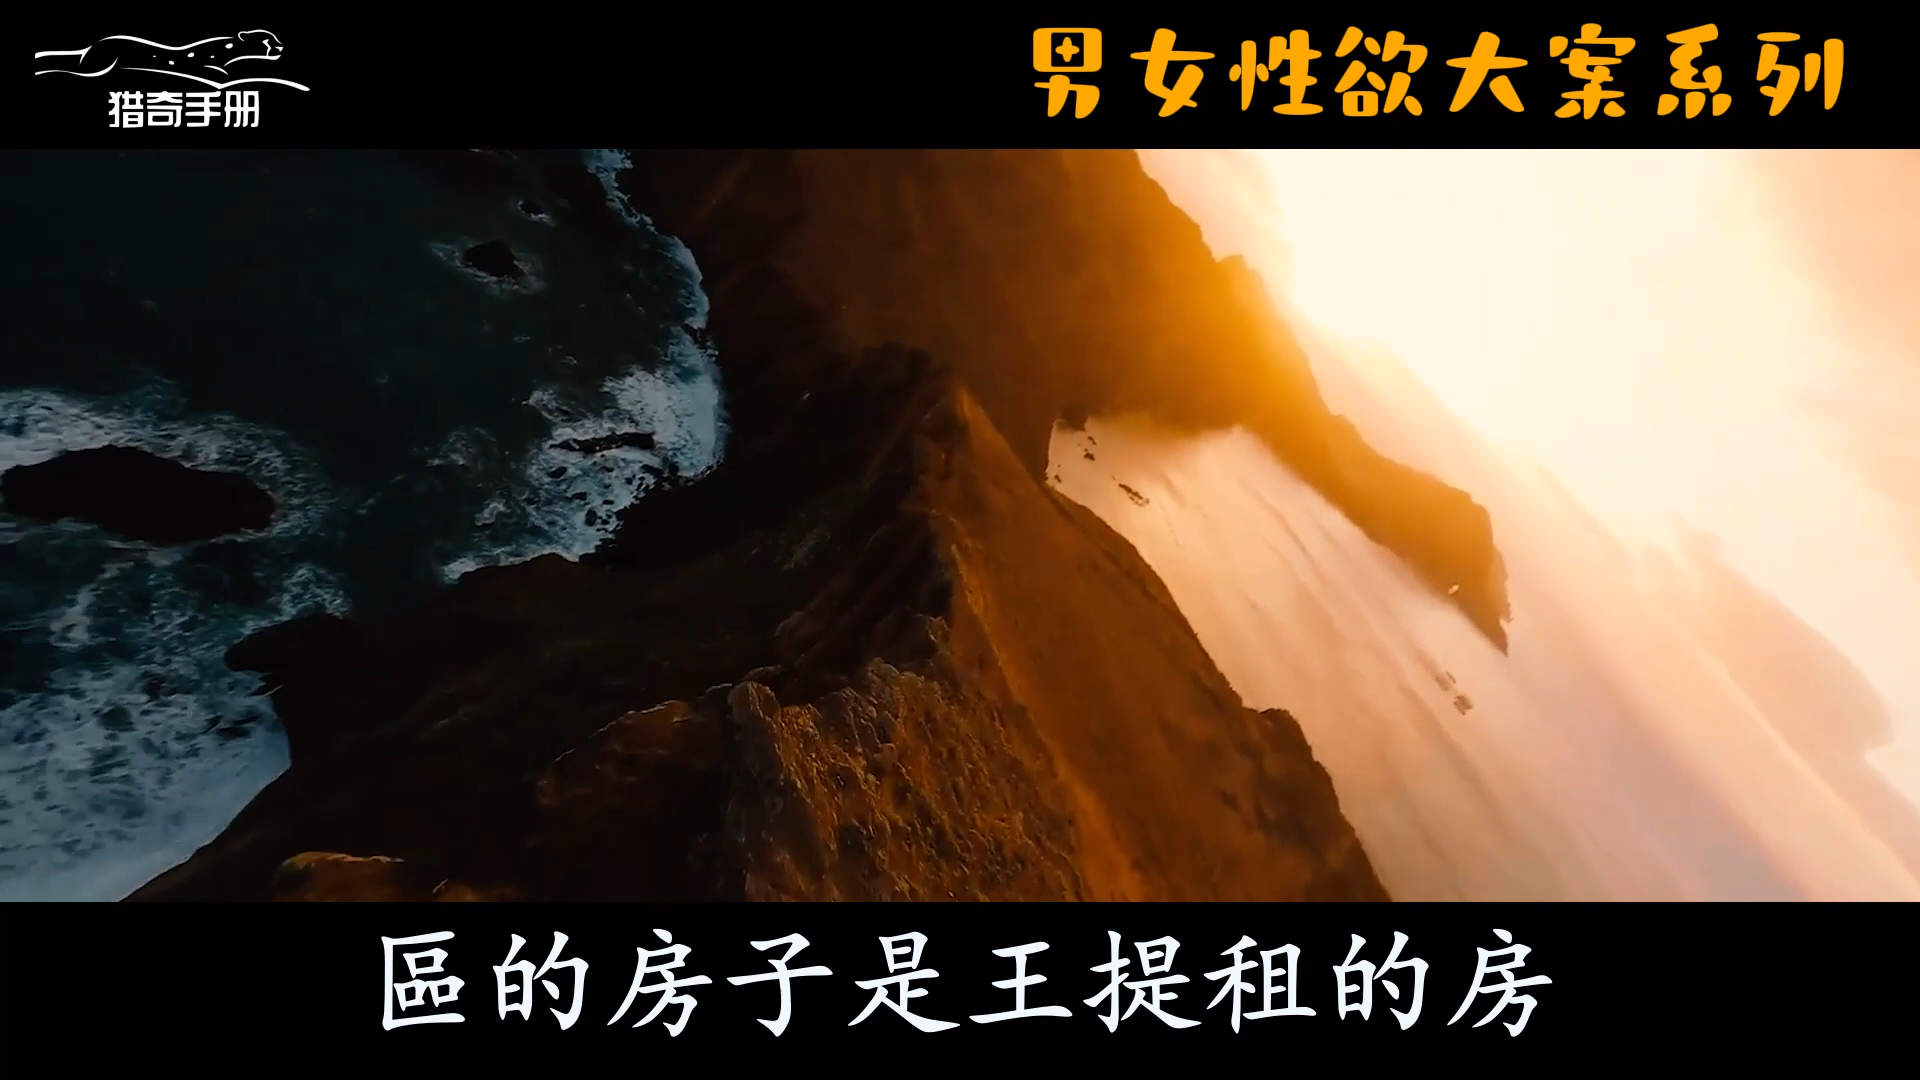 猎奇手册
男女性欲大案系列
區的房子是王提租的房